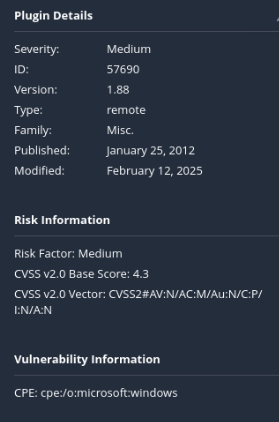 Plugin Details
Severity: Medium
ID: 57690
Version: 1.88
Type: remote
Family: Misc.
Published: January 25, 2012
Modified: February 12, 2025
Risk Information
Risk Factor: Medium
CVSS v2.0 Base Score: 4.3
CVSS v2.0 Vector: CVSS2#AV:N/AC:M/Au:N/C:P/
I:N/A:N
Vulnerability Information
CPE: cpe:/o:microsoft:windows